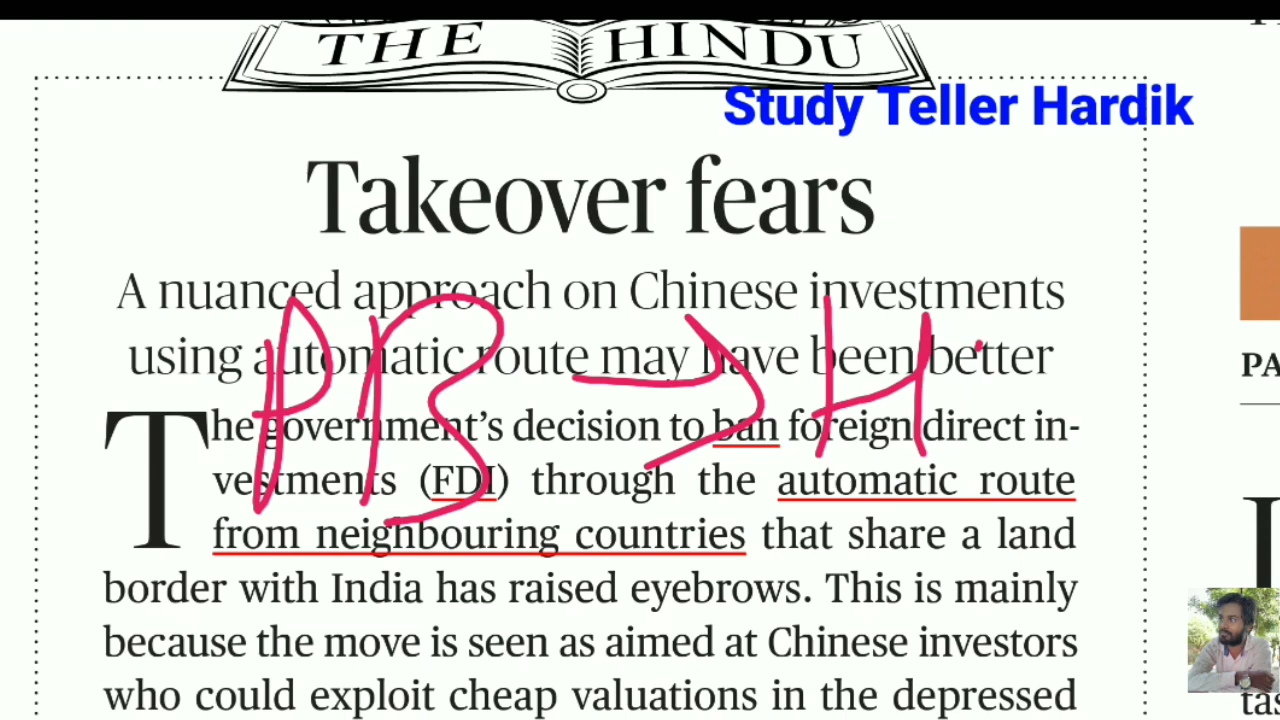 THE HINDU
Study Teller Hardik
Takeover fears
A nuanced approach on Chinese investments
using automatic route may have been better
PB → H
The government's decision to ban foreign direct in-
vestments (FDI) through the automatic route
from neighbouring countries that share a land
border with India has raised eyebrows. This is mainly
because the move is seen as aimed at Chinese investors
who could exploit cheap valuations in the depressed
PA
tas